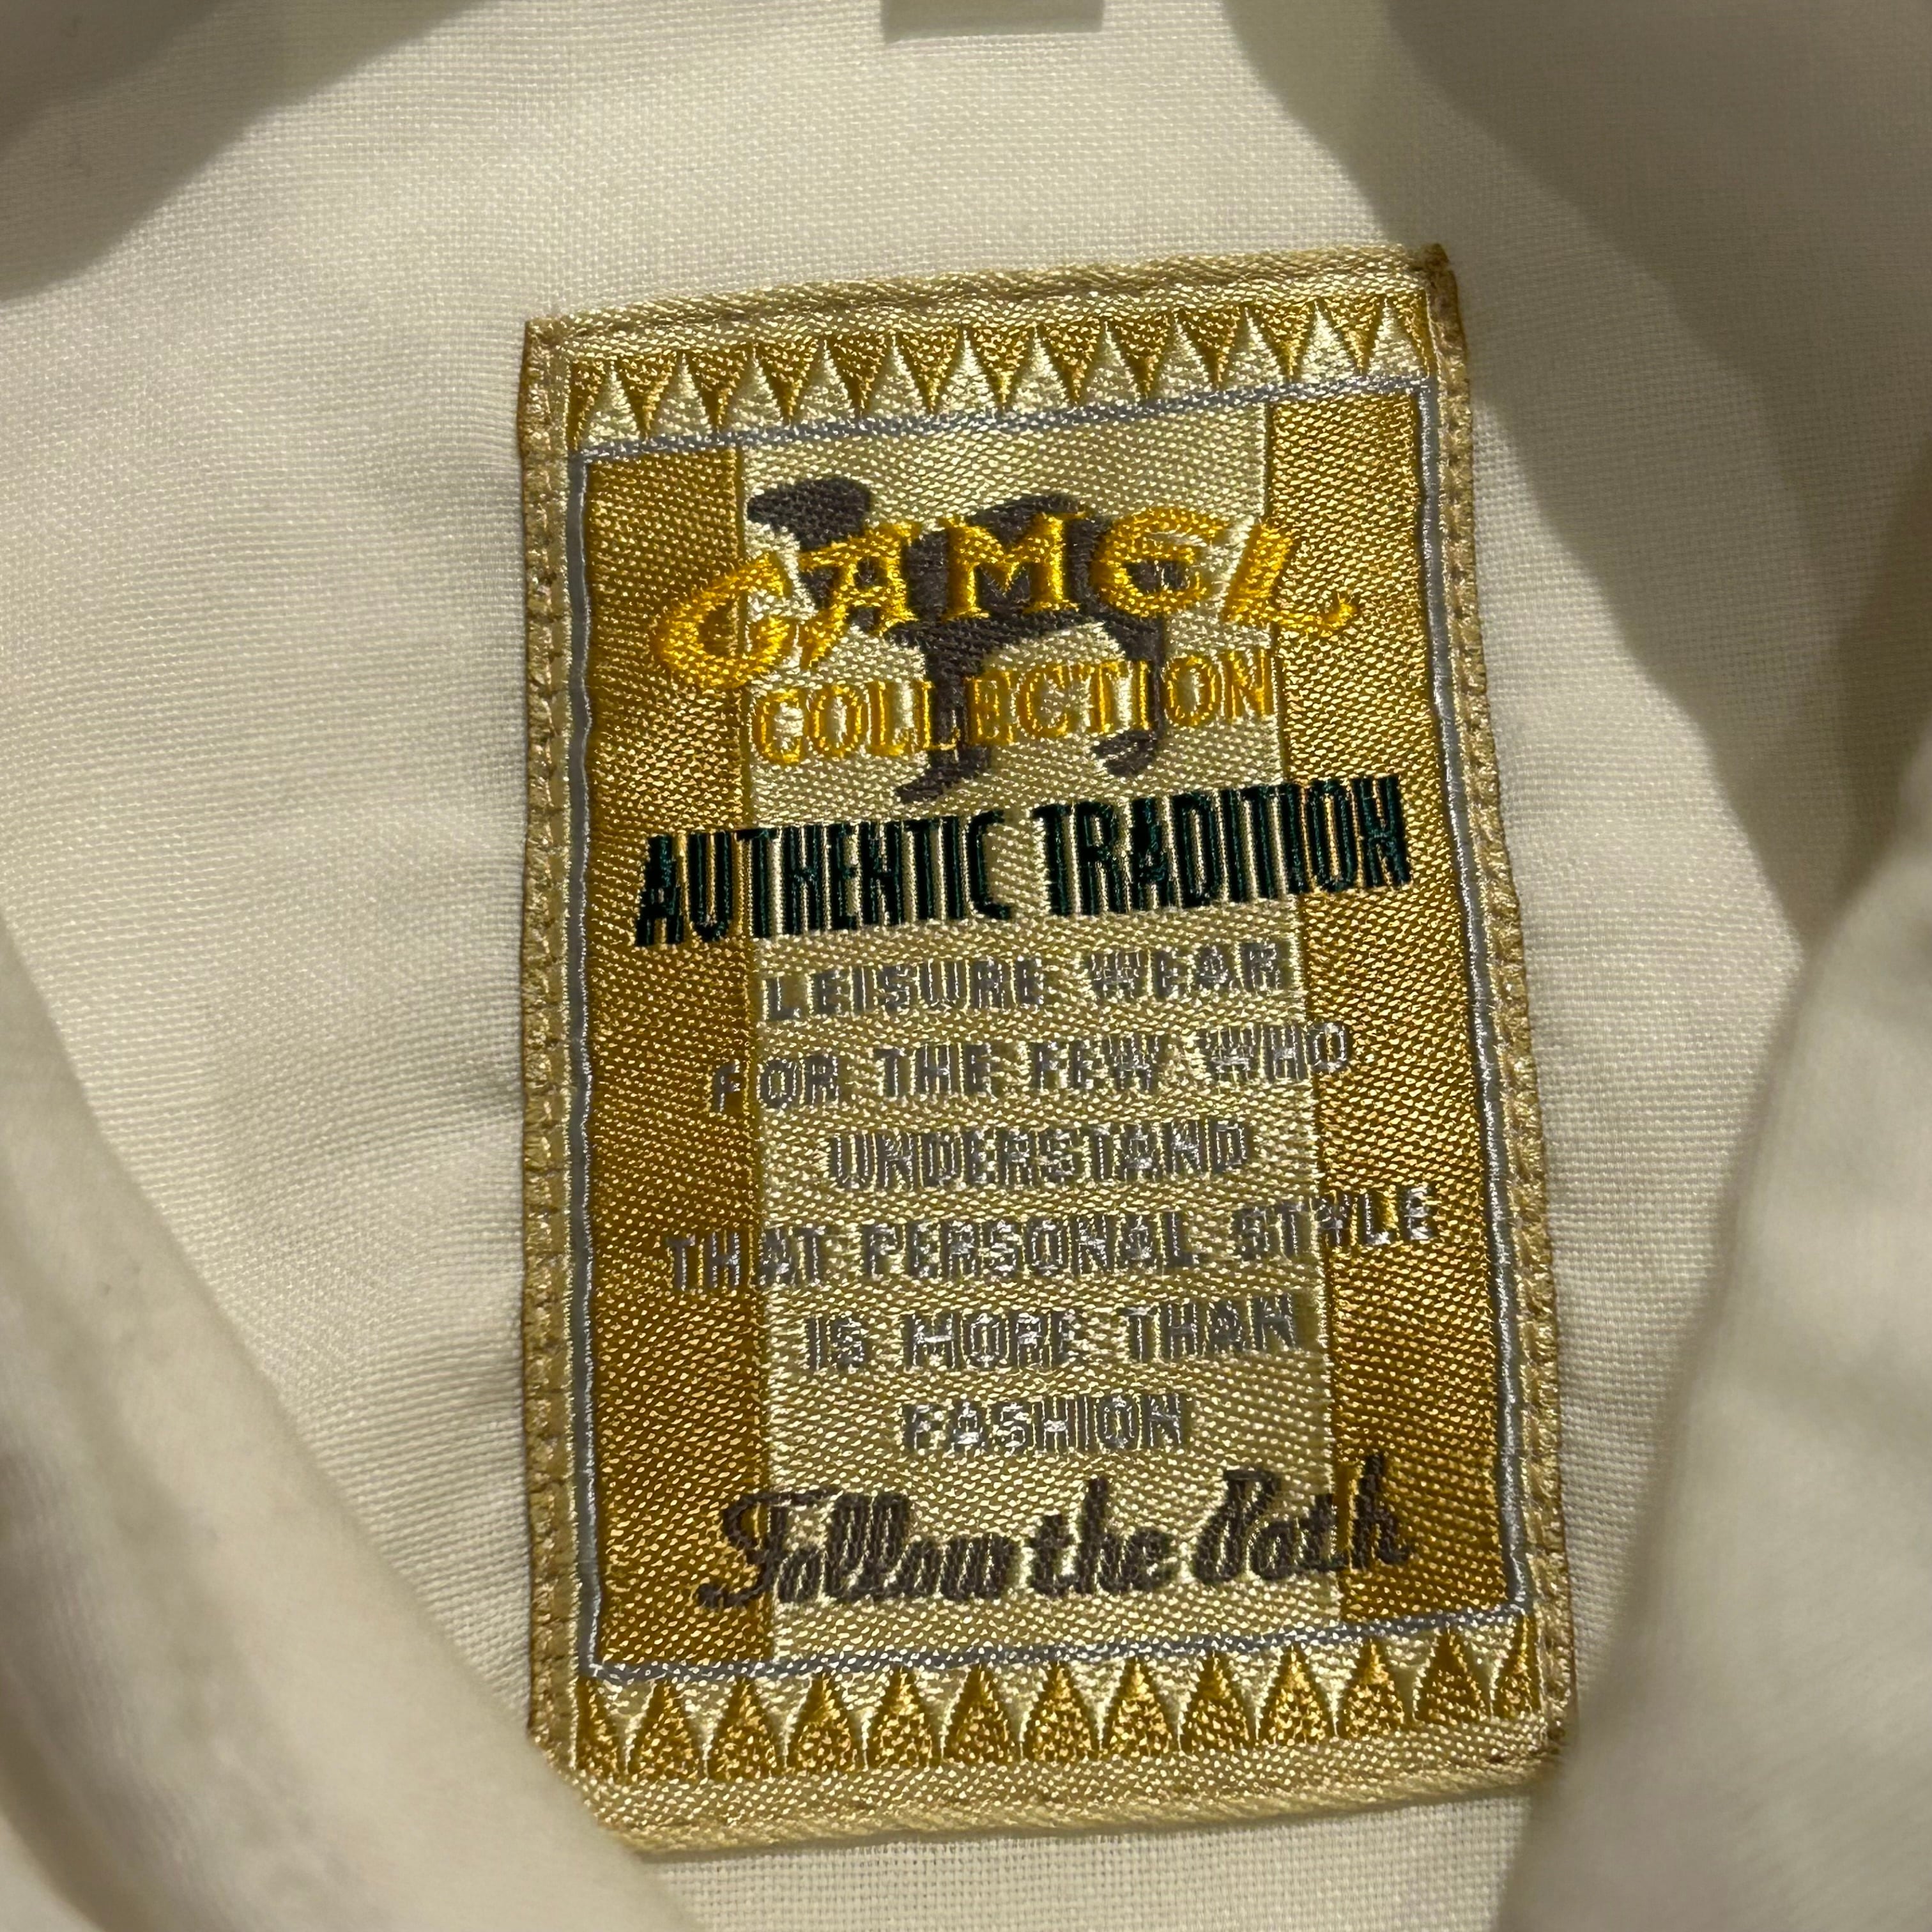 CAMEL
COLLECTION
AUTHENTIC TRADITION
LEISURE WEAR
FOR THE FEW WHO
UNDERSTAND
THAT PERSONAL STYLE
IS MORE THAN
FASHION
Follow the Path